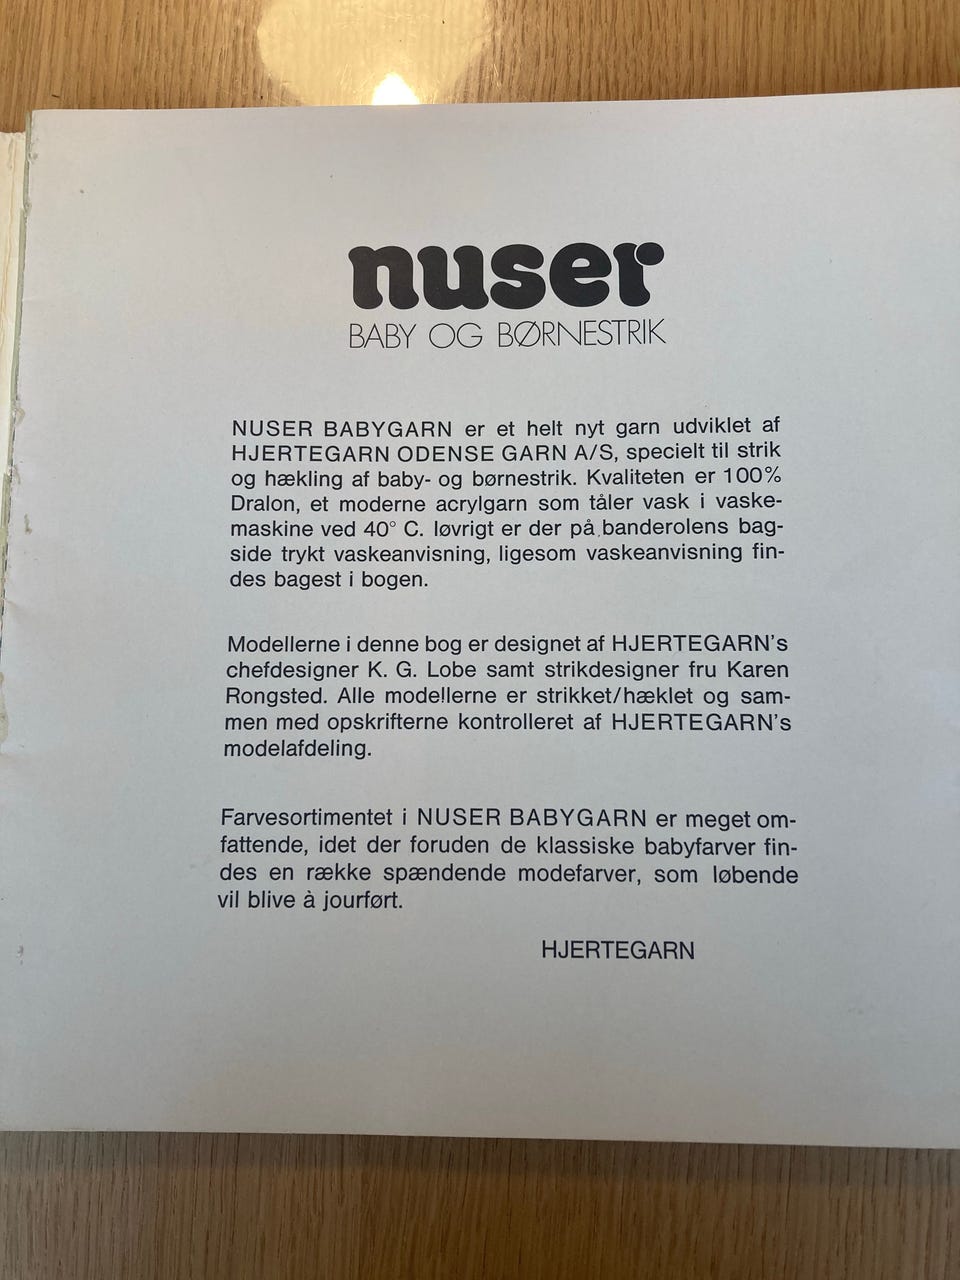 nuser
BABY OG BØRNESTRIK
NUSER BABYGARN er et helt nyt garn udviklet af
HJERTEGARN ODENSE GARN A/S, specielt til strik
og hækling af baby- og børnestrik. Kvaliteten er 100%
Dralon, et moderne acrylgarn som tåler vask i vaske-
maskine ved 40° C. Iøvrigt er der på banderolens bag-
side trykt vaskeanvisning, ligesom vaskeanvisning fin-
des bagest i bogen.
Modellerne i denne bog er designet af HJERTEGARN's
chefdesigner K. G. Lobe samt strikdesigner fru Karen
Rongsted. Alle modellerne er strikket/hæklet og sam-
men med opskrifterne kontrolleret af HJERTEGARN's
modelafdeling.
Farvesortimentet i NUSER BABYGARN er meget om-
fattende, idet der foruden de klassiske babyfarver fin-
des en række spændende modefarver, som løbende
vil blive à jourført.
HJERTEGARN